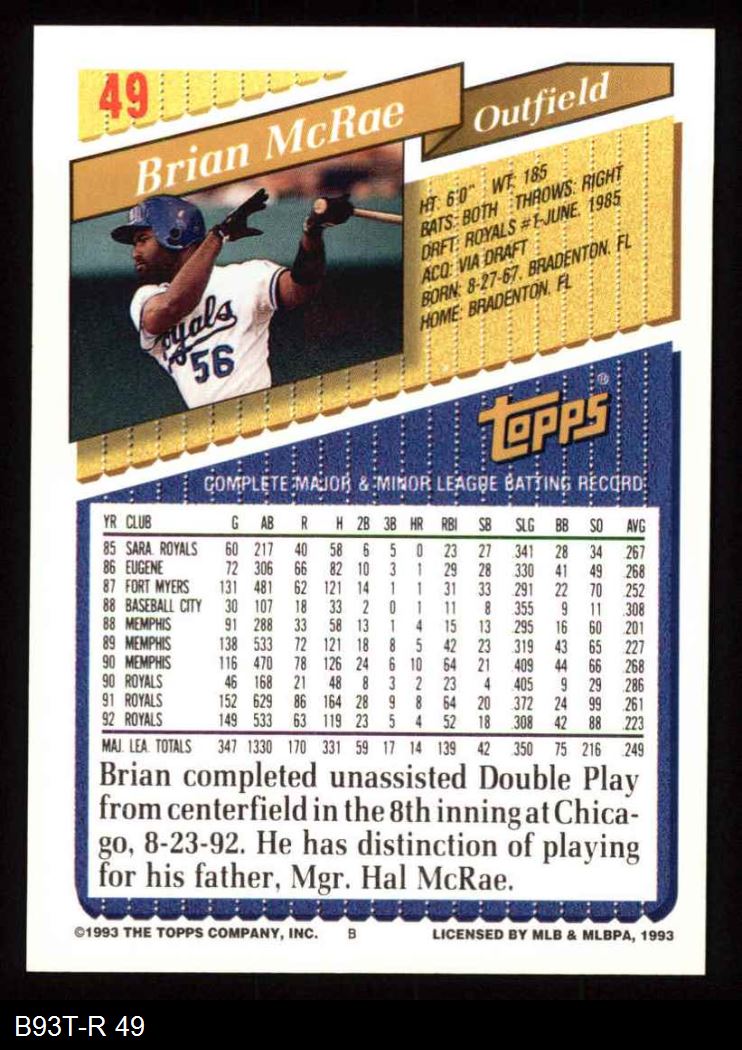 49
Brian McRae
Outfield
HT: 6'0" WT: 185
BATS: BOTH THROWS: RIGHT
DRFT: ROYALS #1-JUNE, 1985
ACQ: VIA DRAFT
BORN: 8-27-67, BRADENTON, FL
HOME: BRADENTON, FL
Royals
56
TOPPS®
COMPLETE MAJOR & MINOR LEAGUE BATTING RECORD
YR CLUB G AB R H 2B 3B HR RBI SB SLG BB SO AVG
85 SARA. ROYALS 60 217 40 58 6 5 0 23 27 .341 28 34 .267
86 EUGENE 72 306 66 82 10 3 1 29 28 .330 41 49 .268
87 FORT MYERS 131 481 62 121 14 1 1 31 33 .291 22 70 .252
88 BASEBALL CITY 30 107 18 33 2 0 1 11 8 .355 9 11 .308
88 MEMPHIS 91 288 33 58 13 1 4 15 13 .295 16 60 .201
89 MEMPHIS 138 533 72 121 18 8 5 42 23 .319 43 65 .227
90 MEMPHIS 116 470 78 126 24 6 10 64 21 .409 44 66 .268
90 ROYALS 46 168 21 48 8 3 2 23 4 .405 9 29 .286
91 ROYALS 152 629 86 164 28 9 8 64 20 .372 24 99 .261
92 ROYALS 149 533 63 119 23 5 4 52 18 .308 42 88 .223
MAJ. LEA. TOTALS 347 1330 170 331 59 17 14 139 42 .350 75 216 .249
Brian completed unassisted Double Play
from centerfield in the 8th inning at Chica-
go, 8-23-92. He has distinction of playing
for his father, Mgr. Hal McRae.
©1993 THE TOPPS COMPANY, INC. B LICENSED BY MLB & MLBPA, 1993
B93T-R 49